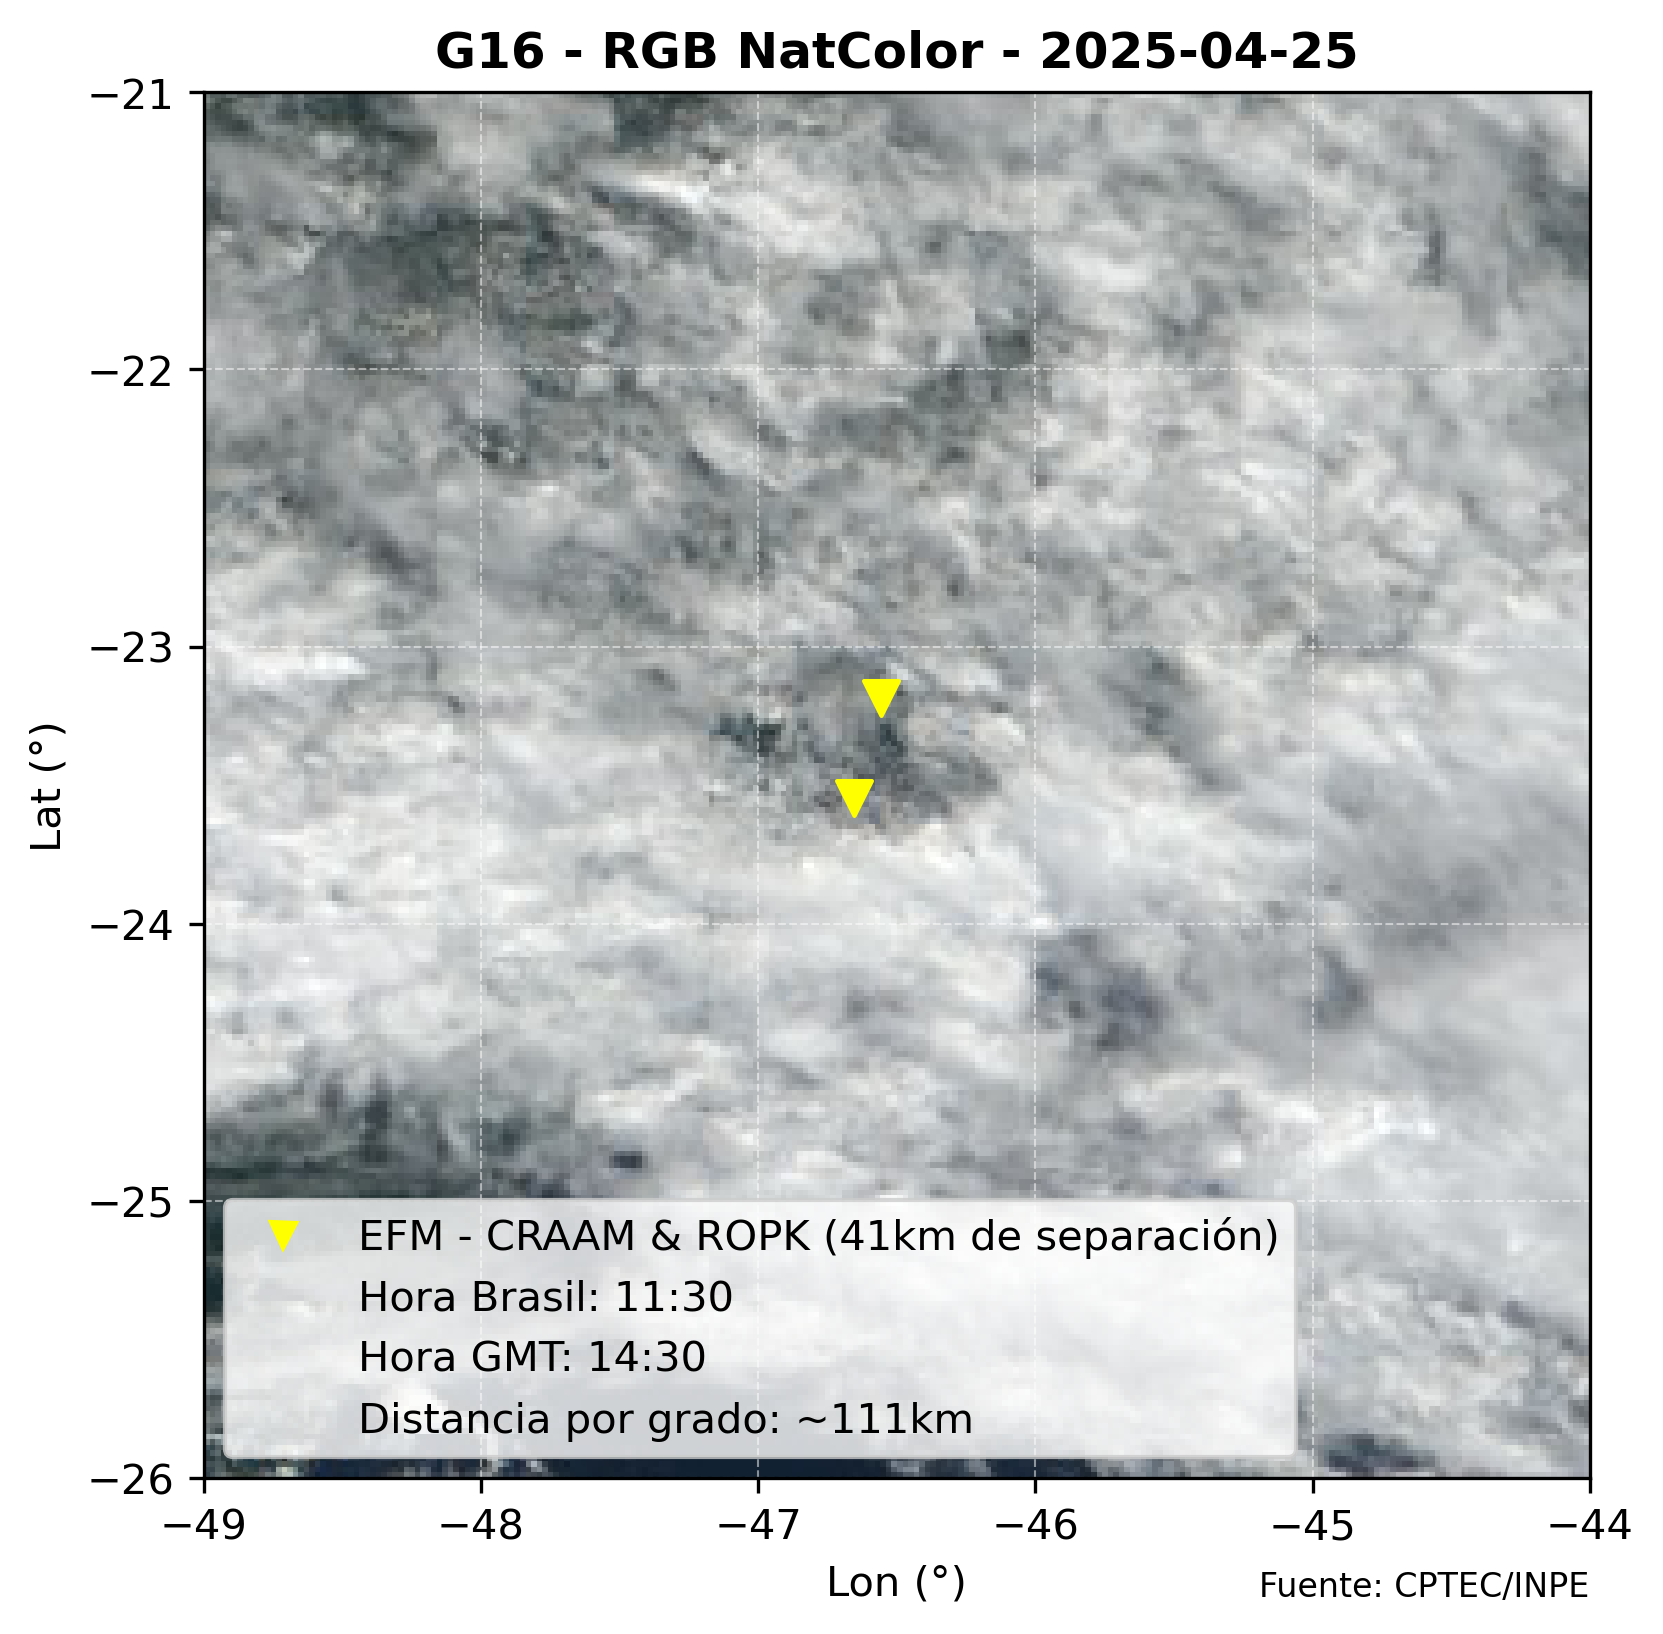 G16 - RGB NatColor - 2025-04-25
−21
−22
−23
−24
−25
−26
Lat (°)
EFM - CRAAM & ROPK (41km de separación)
Hora Brasil: 11:30
Hora GMT: 14:30
Distancia por grado: ~111km
−49
−48
−47
−46
−45
−44
Lon (°)
Fuente: CPTEC/INPE